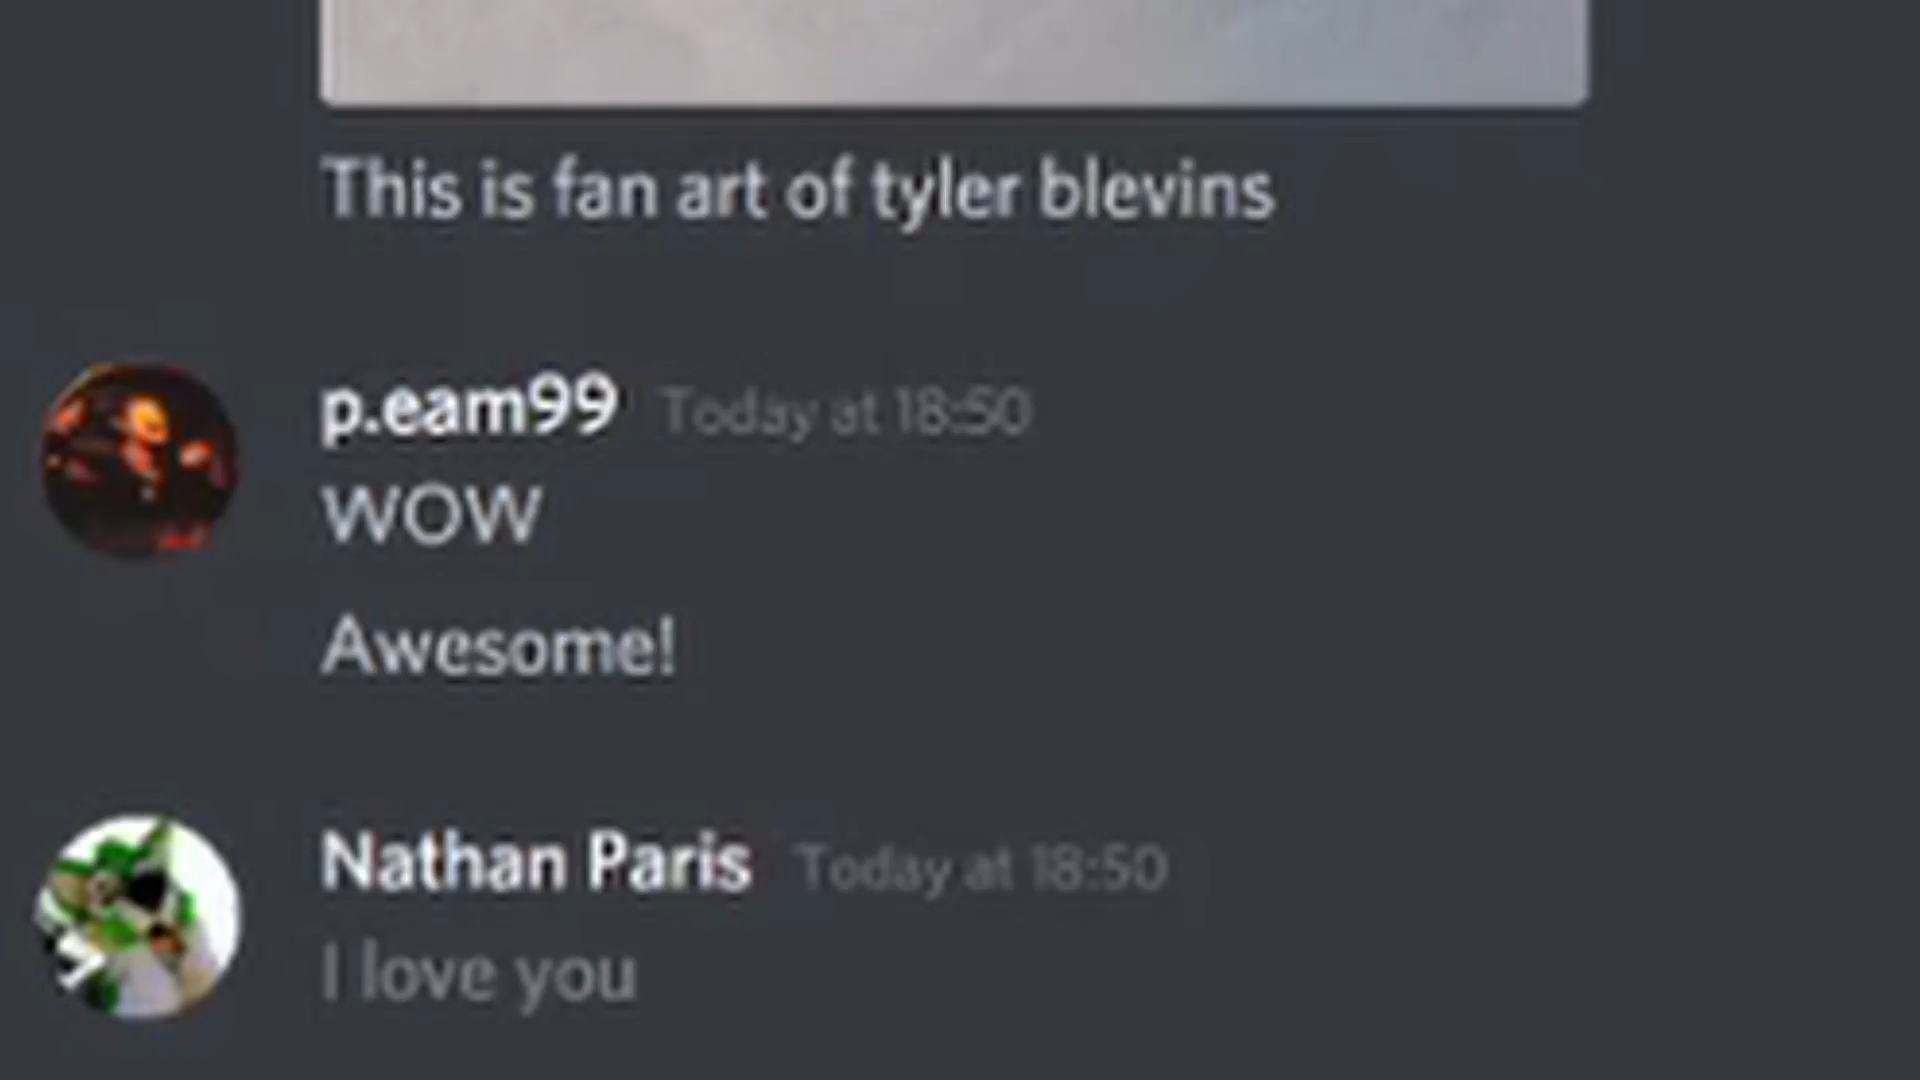 This is fan art of tyler blevins
p.eam99 Today at 18:50
WOW
Awesome!
Nathan Paris Today at 18:50
I love you